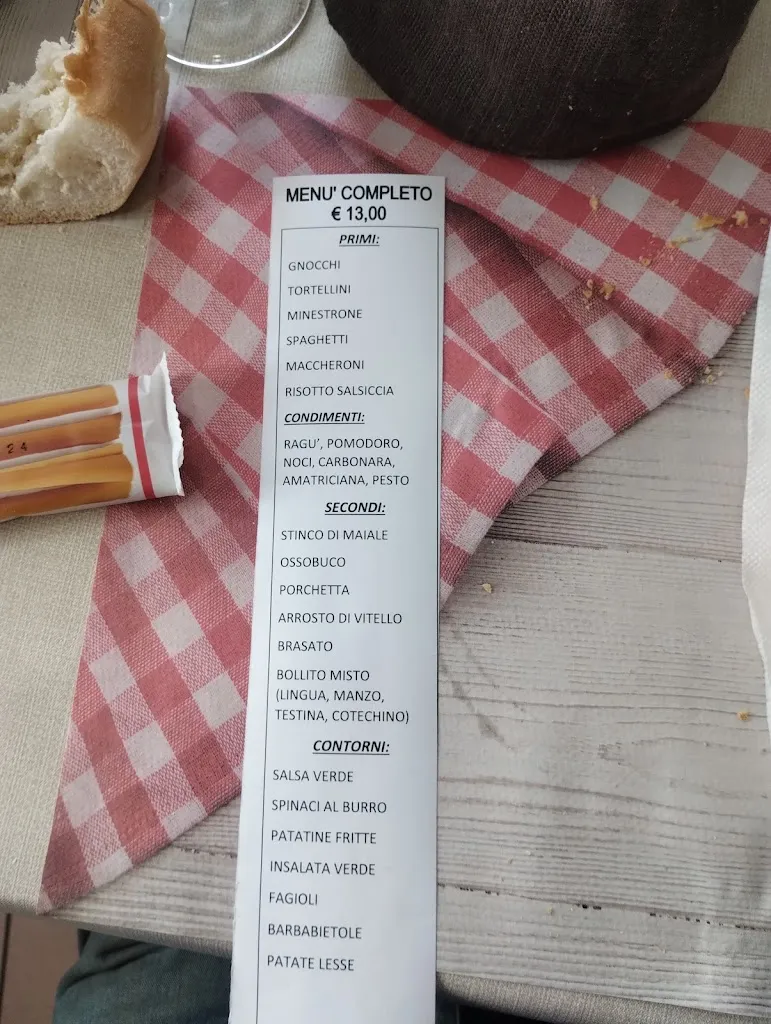 MENU' COMPLETO
€ 13,00
PRIMI:
GNOCCHI
TORTELLINI
MINESTRONE
SPAGHETTI
MACCHERONI
RISOTTO SALSICCIA
CONDIMENTI:
RAGU', POMODORO,
NOCI, CARBONARA,
AMATRICIANA, PESTO
SECONDI:
STINCO DI MAIALE
OSSOBUCO
PORCHETTA
ARROSTO DI VITELLO
BRASATO
BOLLITO MISTO
(LINGUA, MANZO,
TESTINA, COTECHINO)
CONTORNI:
SALSA VERDE
SPINACI AL BURRO
PATATINE FRITTE
INSALATA VERDE
FAGIOLI
BARBABIETOLE
PATATE LESSE
24